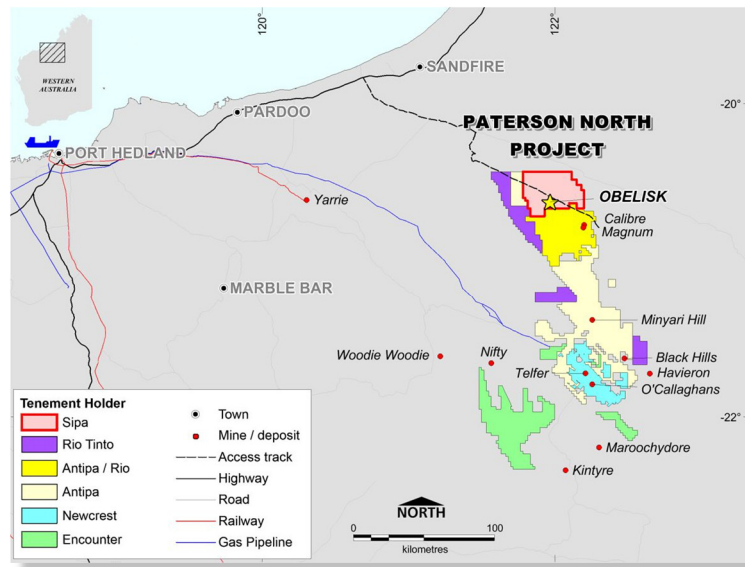 120°
122°
WESTERN
AUSTRALIA
SANDFIRE
-20°
PARDOO
PATERSON NORTH
PROJECT
PORT HEDLAND
Yarrie
OBELISK
Calibre
Magnum
MARBLE BAR
Minyari Hill
Woodie Woodie
Nifty
Black Hills
Telfer
Havieron
O'Callaghans
-22°
Maroochydore
Kintyre
Tenement Holder
Sipa
Rio Tinto
Antipa / Rio
Antipa
Newcrest
Encounter
Town
Mine / deposit
Access track
Highway
Road
Railway
Gas Pipeline
NORTH
0
100
kilometres